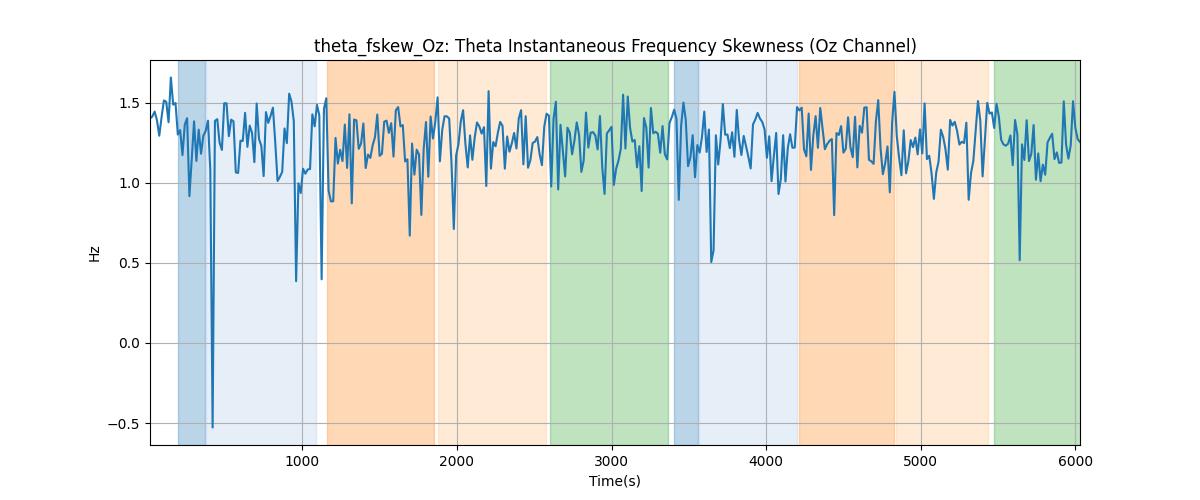 theta_fskew_Oz: Theta Instantaneous Frequency Skewness (Oz Channel)
Hz
1.5
1.0
0.5
0.0
−0.5
1000 2000 3000 4000 5000 6000
Time(s)